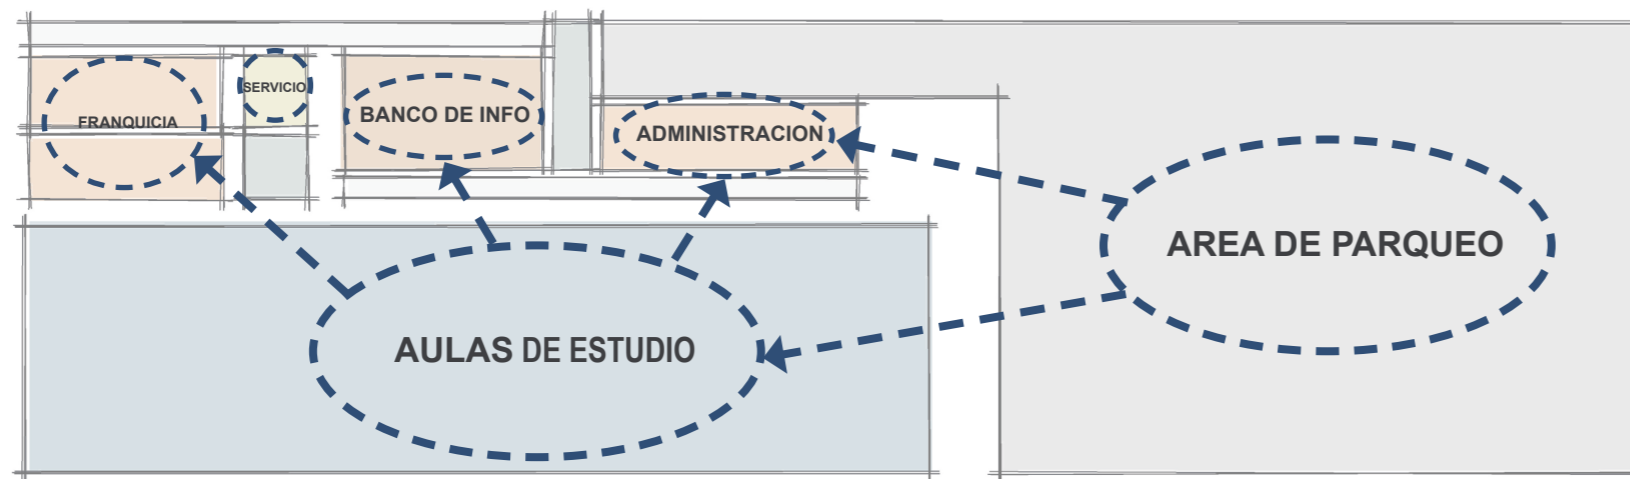 SERVICIO
FRANQUICIA
BANCO DE INFO
ADMINISTRACION
AREA DE PARQUEO
AULAS DE ESTUDIO